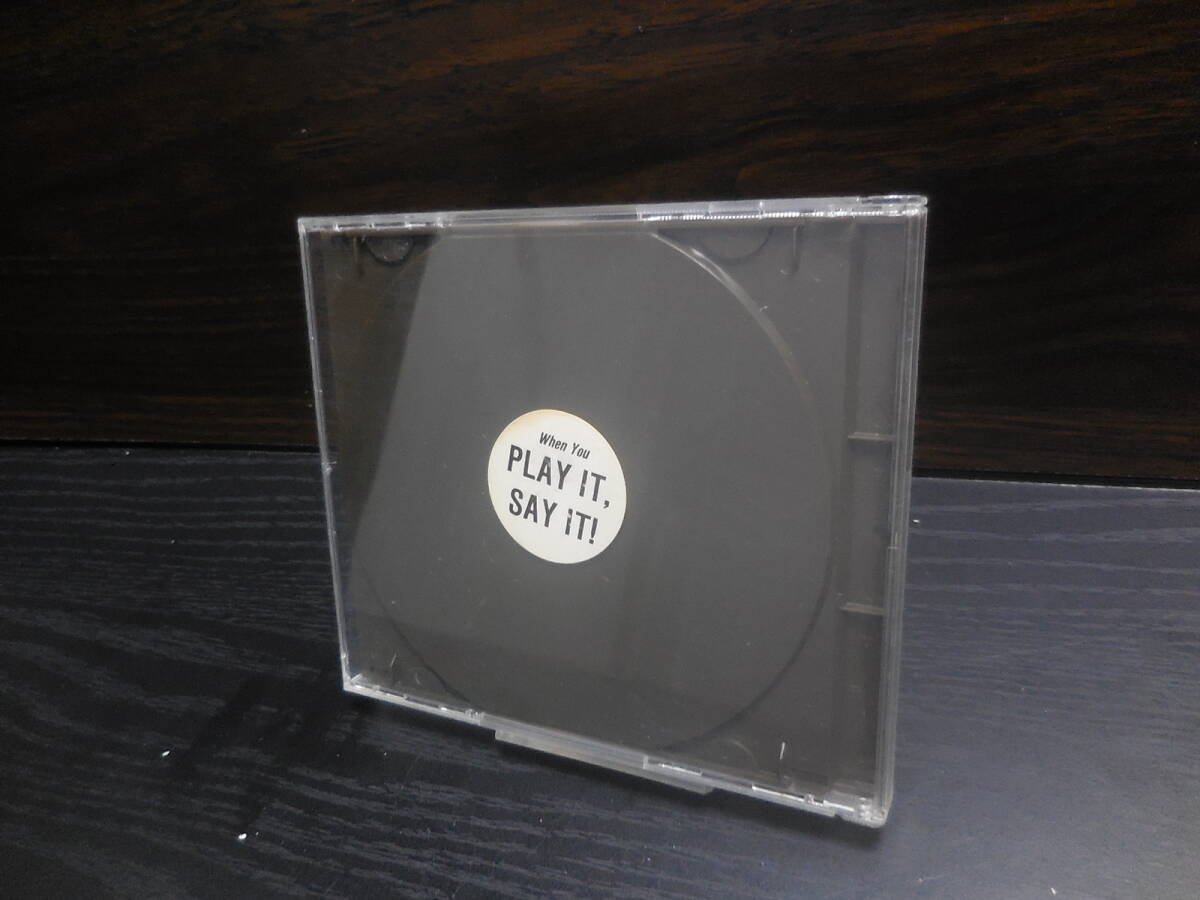 When You
PLAY IT,
SAY IT!